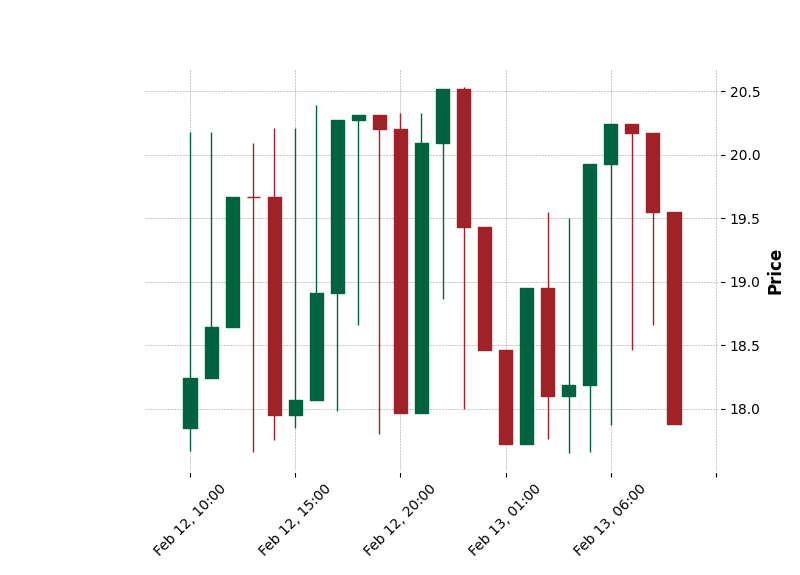 20.5
20.0
19.5
19.0
18.5
18.0
Price
Feb 12, 10:00
Feb 12, 15:00
Feb 12, 20:00
Feb 13, 01:00
Feb 13, 06:00